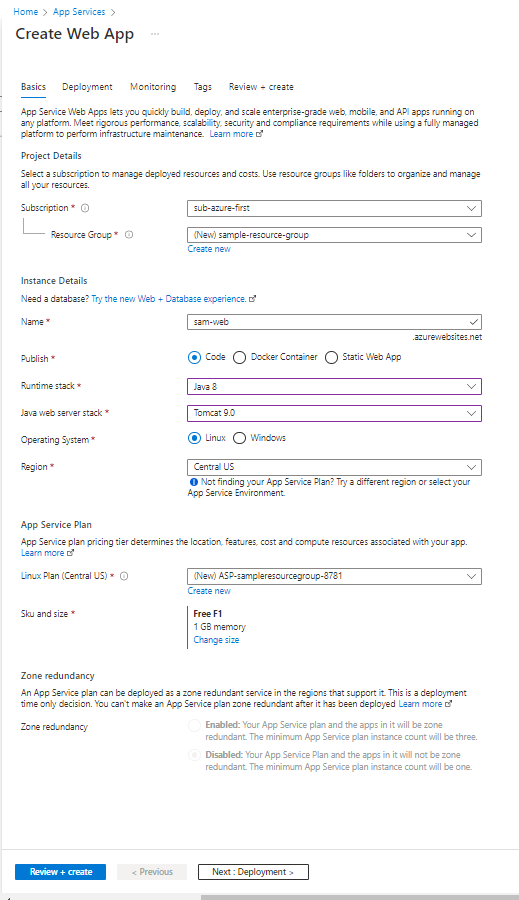 Home > App Services >
Create Web App ...
Basics Deployment Monitoring Tags Review + create
App Service Web Apps lets you quickly build, deploy, and scale enterprise-grade web, mobile, and API apps running on
any platform. Meet rigorous performance, scalability, security and compliance requirements while using a fully managed
platform to perform infrastructure maintenance. Learn more
Project Details
Select a subscription to manage deployed resources and costs. Use resource groups like folders to organize and manage
all your resources.
Subscription * sub-azure-first
Resource Group * (New) sample-resource-group
Create new
Instance Details
Need a database? Try the new Web + Database experience.
Name * sam-web
.azurewebsites.net
Publish * Code Docker Container Static Web App
Runtime stack * Java 8
Java web server stack * Tomcat 9.0
Operating System * Linux Windows
Region * Central US
Not finding your App Service Plan? Try a different region or select your
App Service Environment.
App Service Plan
App Service plan pricing tier determines the location, features, cost and compute resources associated with your app.
Learn more
Linux Plan (Central US) * (New) ASP-sampleresourcegroup-8781
Create new
Sku and size * Free F1
1 GB memory
Change size
Zone redundancy
An App Service plan can be deployed as a zone redundant service in the regions that support it. This is a deployment
time only decision. You can't make an App Service plan zone redundant after it has been deployed Learn more
Zone redundancy Enabled: Your App Service plan and the apps in it will be zone
redundant. The minimum App Service plan instance count will be three.
Disabled: Your App Service Plan and the apps in it will not be zone
redundant. The minimum App Service plan instance count will be one.
Review + create < Previous Next : Deployment >